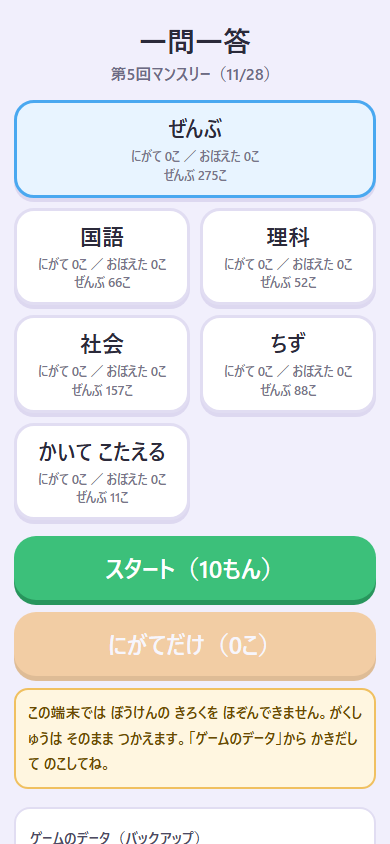 一問一答
第5回マンスリー（11/28）
ぜんぶ
にがて 0こ ／ おぼえた 0こ
ぜんぶ 275こ
国語
にがて 0こ ／ おぼえた 0こ
ぜんぶ 66こ
理科
にがて 0こ ／ おぼえた 0こ
ぜんぶ 52こ
社会
にがて 0こ ／ おぼえた 0こ
ぜんぶ 157こ
ちず
にがて 0こ ／ おぼえた 0こ
ぜんぶ 88こ
かいて こたえる
にがて 0こ ／ おぼえた 0こ
ぜんぶ 11こ
スタート（10もん）
にがてだけ（0こ）
この端末では ぼうけんの きろくを ほぞんできません。がくし
ゅうは そのまま つかえます。「ゲームのデータ」から かきだし
て のこしてね。
ゲームのデータ（バックアップ）